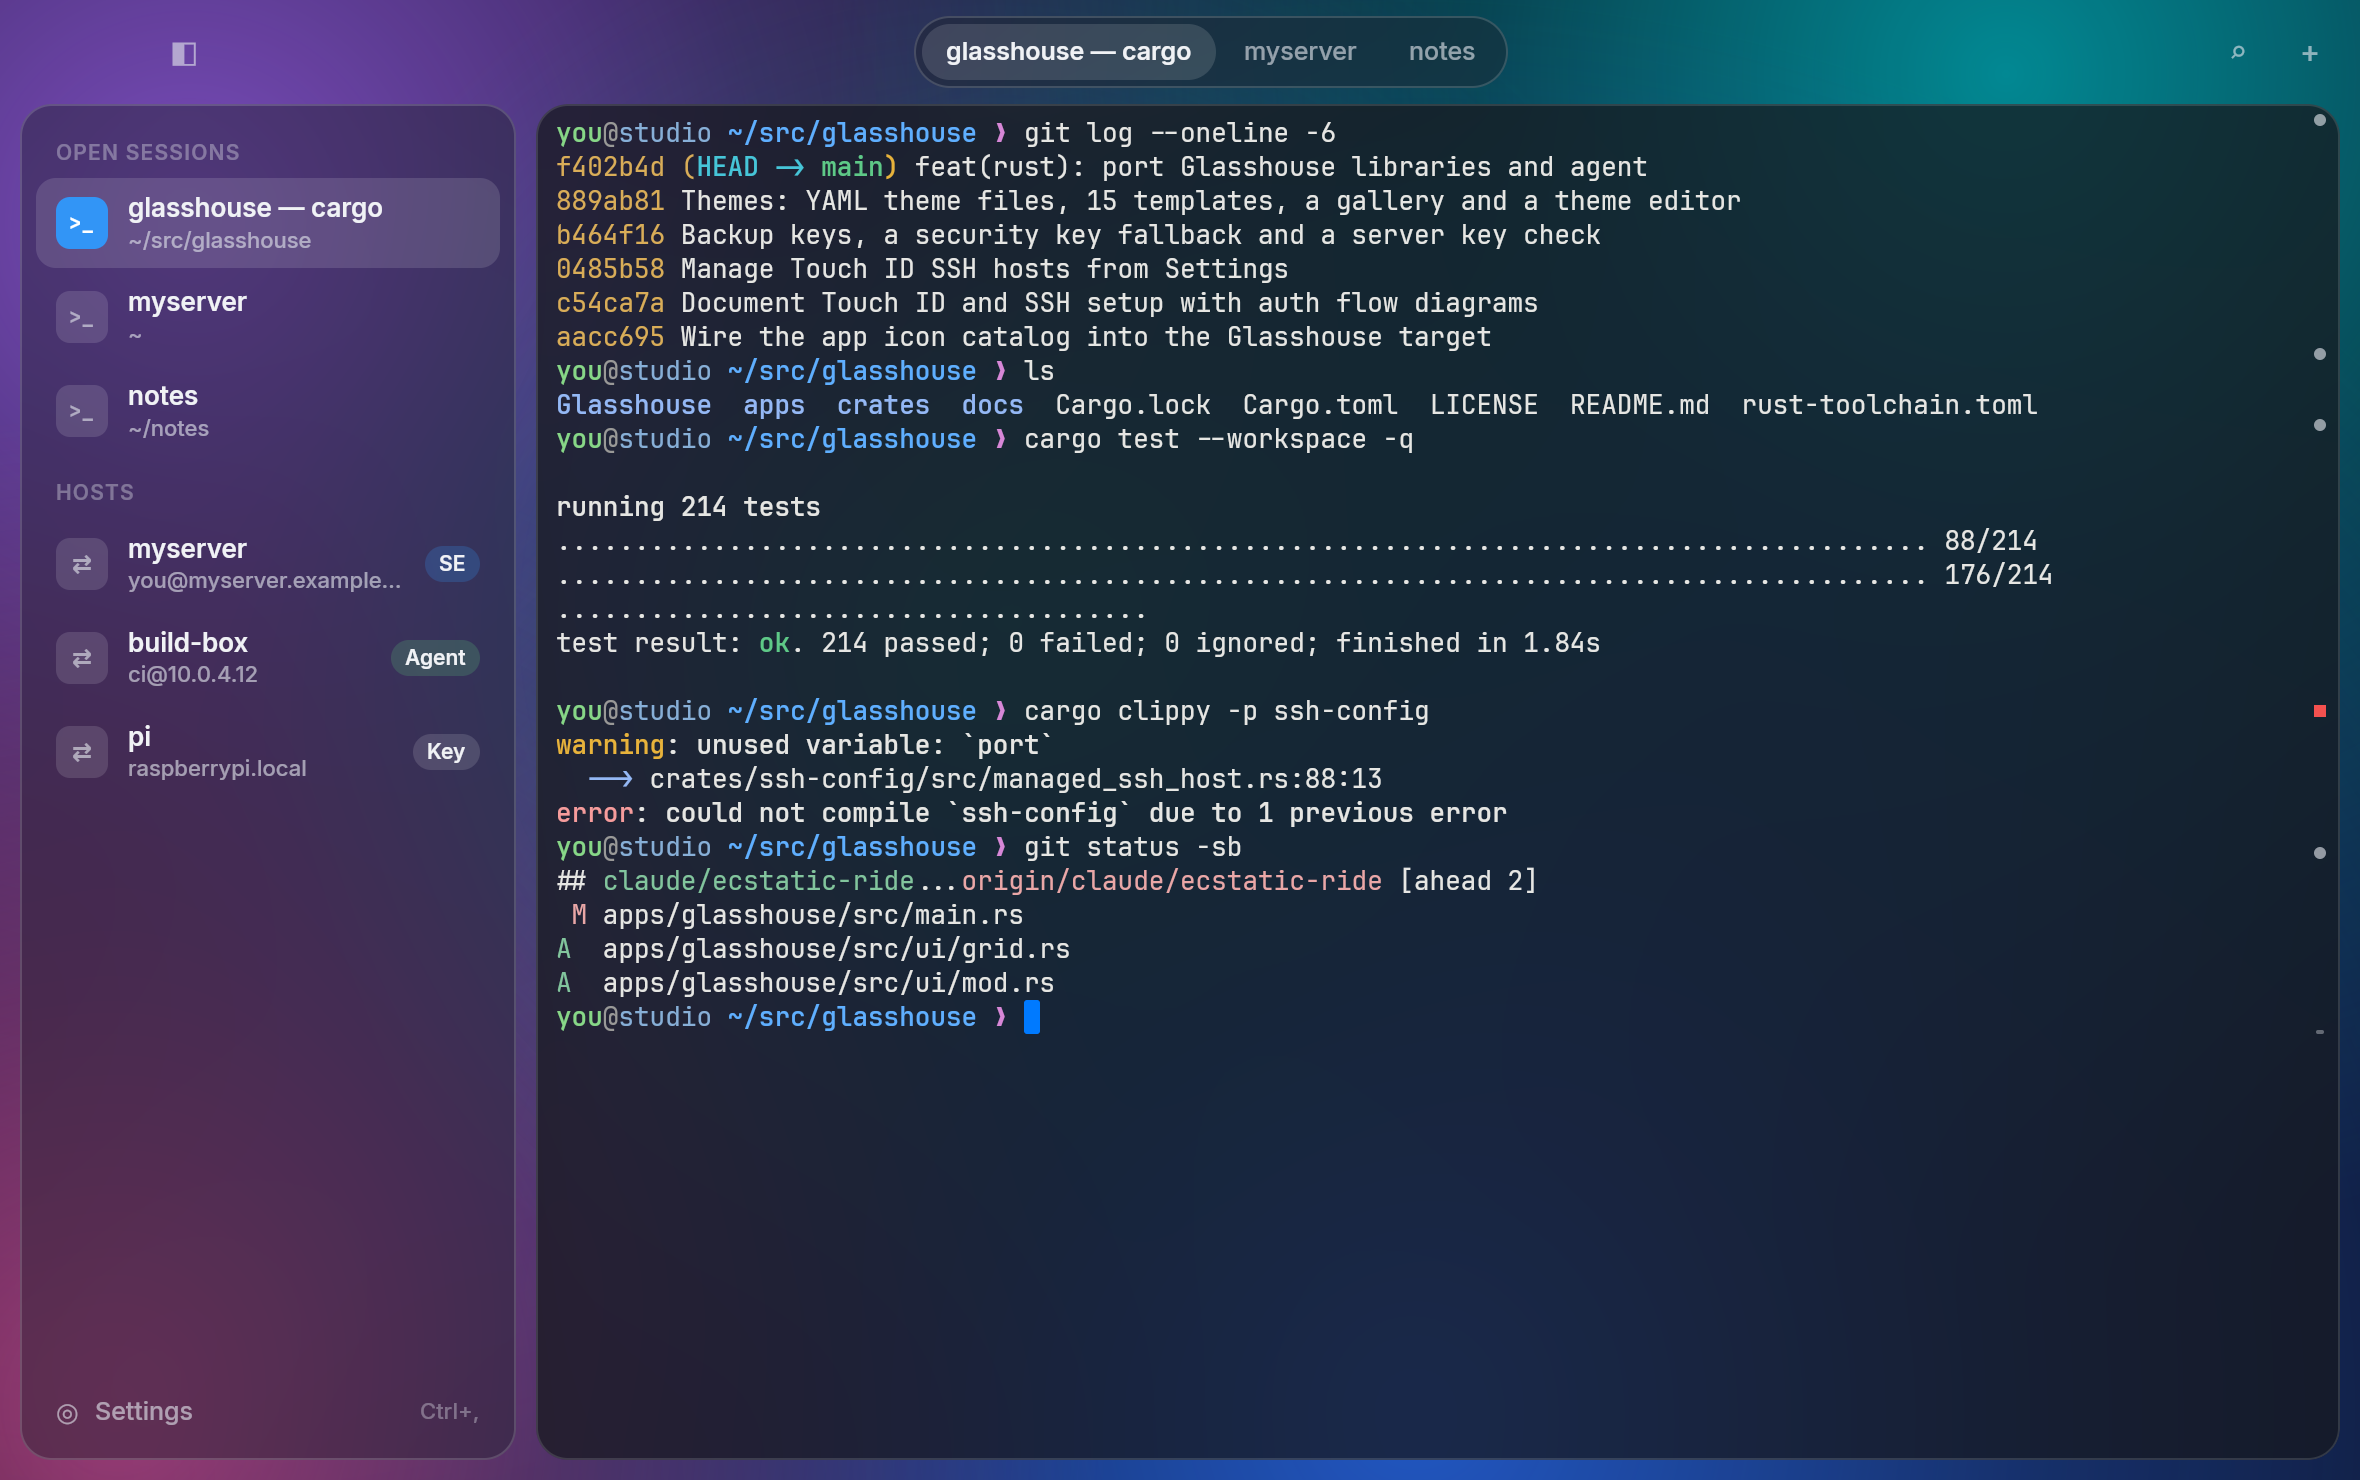 glasshouse — cargo
myserver
notes
+
OPEN SESSIONS
>_ glasshouse — cargo
~/src/glasshouse
>_ myserver
~
>_ notes
~/notes
HOSTS
myserver
you@myserver.example...
SE
build-box
ci@10.0.4.12
Agent
pi
raspberrypi.local
Key
Settings
Ctrl+,
you@studio ~/src/glasshouse ❯ git log --oneline -6
f402b4d (HEAD -> main) feat(rust): port Glasshouse libraries and agent
889ab81 Themes: YAML theme files, 15 templates, a gallery and a theme editor
b464f16 Backup keys, a security key fallback and a server key check
0485b58 Manage Touch ID SSH hosts from Settings
c54ca7a Document Touch ID and SSH setup with auth flow diagrams
aacc695 Wire the app icon catalog into the Glasshouse target
you@studio ~/src/glasshouse ❯ ls
Glasshouse  apps  crates  docs  Cargo.lock  Cargo.toml  LICENSE  README.md  rust-toolchain.toml
you@studio ~/src/glasshouse ❯ cargo test --workspace -q
running 214 tests
........................................................................................ 88/214
........................................................................................ 176/214
......................................
test result: ok. 214 passed; 0 failed; 0 ignored; finished in 1.84s
you@studio ~/src/glasshouse ❯ cargo clippy -p ssh-config
warning: unused variable: `port`
  --> crates/ssh-config/src/managed_ssh_host.rs:88:13
error: could not compile `ssh-config` due to 1 previous error
you@studio ~/src/glasshouse ❯ git status -sb
## claude/ecstatic-ride...origin/claude/ecstatic-ride [ahead 2]
 M apps/glasshouse/src/main.rs
A  apps/glasshouse/src/ui/grid.rs
A  apps/glasshouse/src/ui/mod.rs
you@studio ~/src/glasshouse ❯